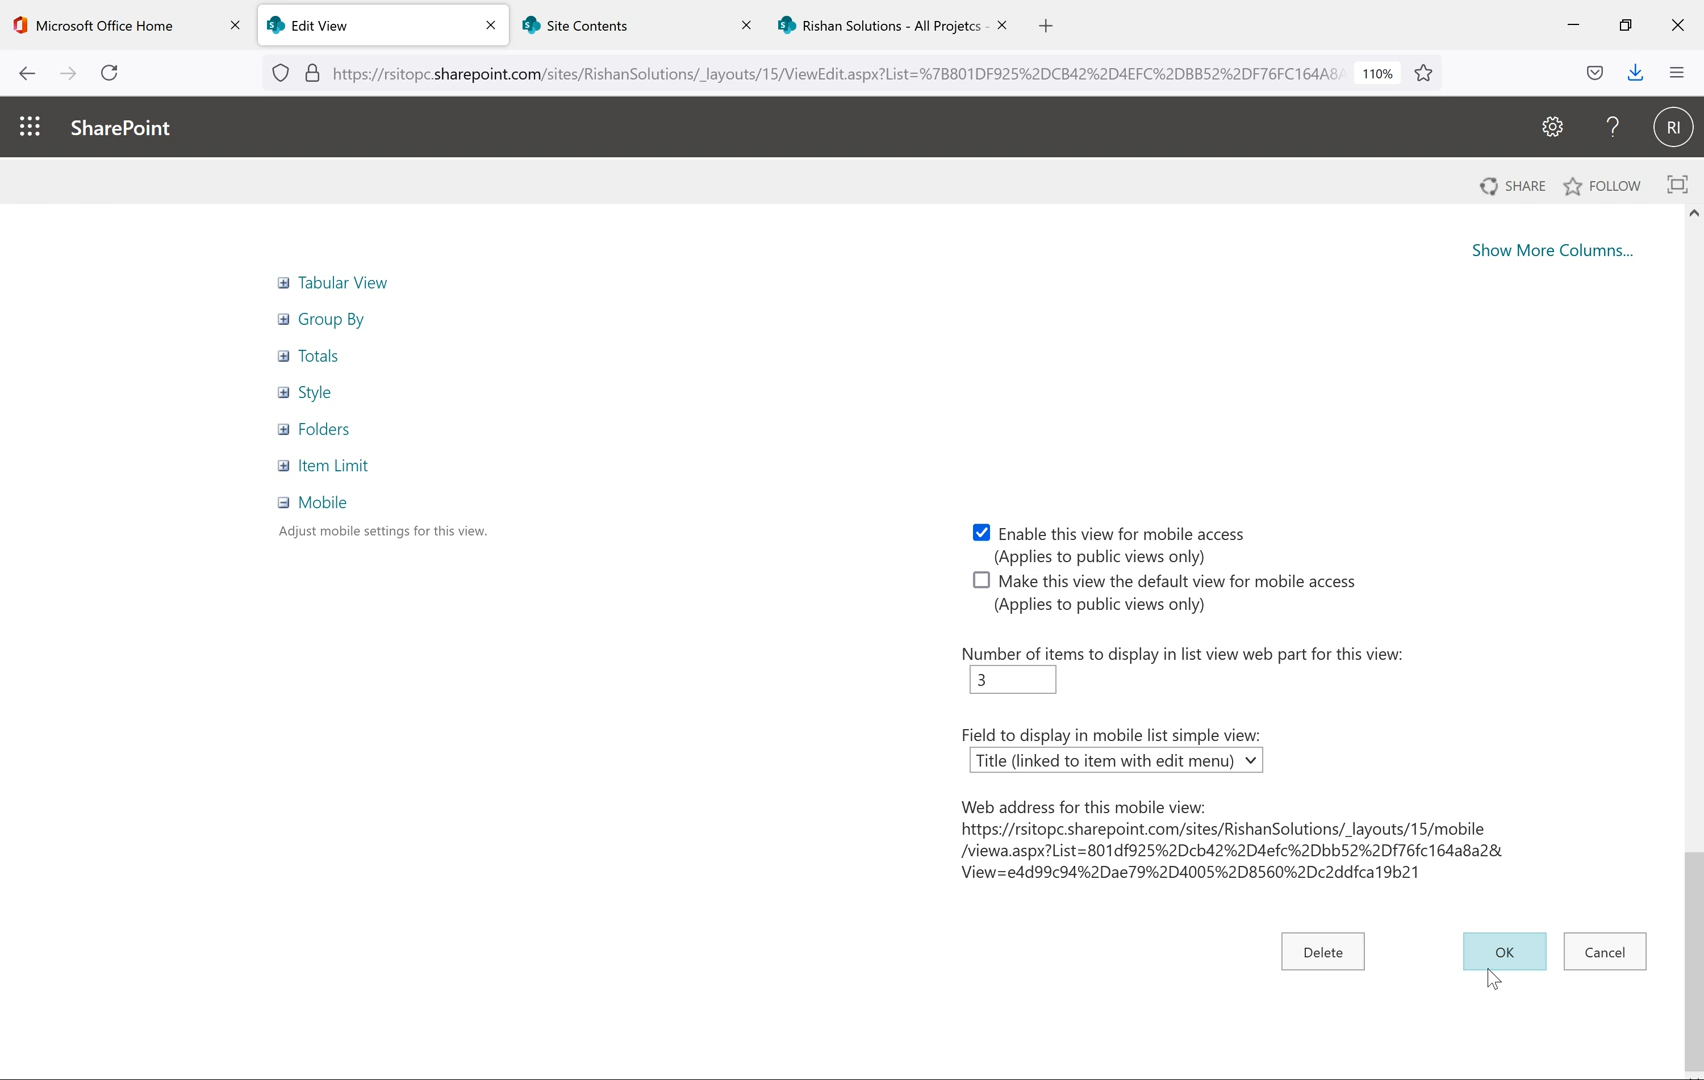 Microsoft Office Home
Edit View
Site Contents
Rishan Solutions - All Projetcs -
https://rsitopc.sharepoint.com/sites/RishanSolutions/_layouts/15/ViewEdit.aspx?List=%7B801DF925%2DCB42%2D4EFC%2DBB52%2DF76FC164A8A
110%
SharePoint
?
RI
SHARE
FOLLOW
Show More Columns...
Tabular View
Group By
Totals
Style
Folders
Item Limit
Mobile
Adjust mobile settings for this view.
Enable this view for mobile access
(Applies to public views only)
Make this view the default view for mobile access
(Applies to public views only)
Number of items to display in list view web part for this view:
3
Field to display in mobile list simple view:
Title (linked to item with edit menu)
Web address for this mobile view:
https://rsitopc.sharepoint.com/sites/RishanSolutions/_layouts/15/mobile
/viewa.aspx?List=801df925%2Dcb42%2D4efc%2Dbb52%2Df76fc164a8a2&
View=e4d99c94%2Dae79%2D4005%2D8560%2Dc2ddfca19b21
Delete
OK
Cancel